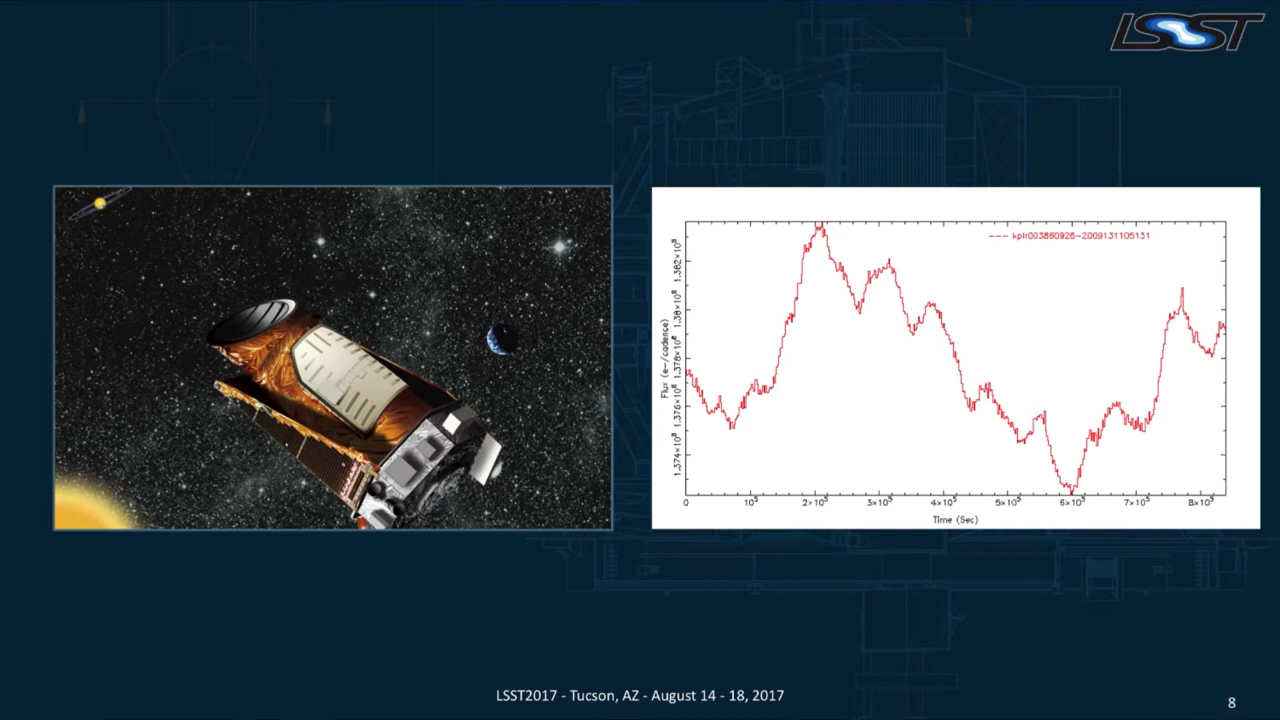 LSST
kplr003860926-2009131105131
Flux (e-/cadence)
1.382×10⁸
1.38×10⁸
1.378×10⁸
1.376×10⁸
1.374×10⁸
0 10⁵ 2×10⁵ 3×10⁵ 4×10⁵ 5×10⁵ 6×10⁵ 7×10⁵ 8×10⁵
Time (Sec)
LSST2017 - Tucson, AZ - August 14 - 18, 2017
8